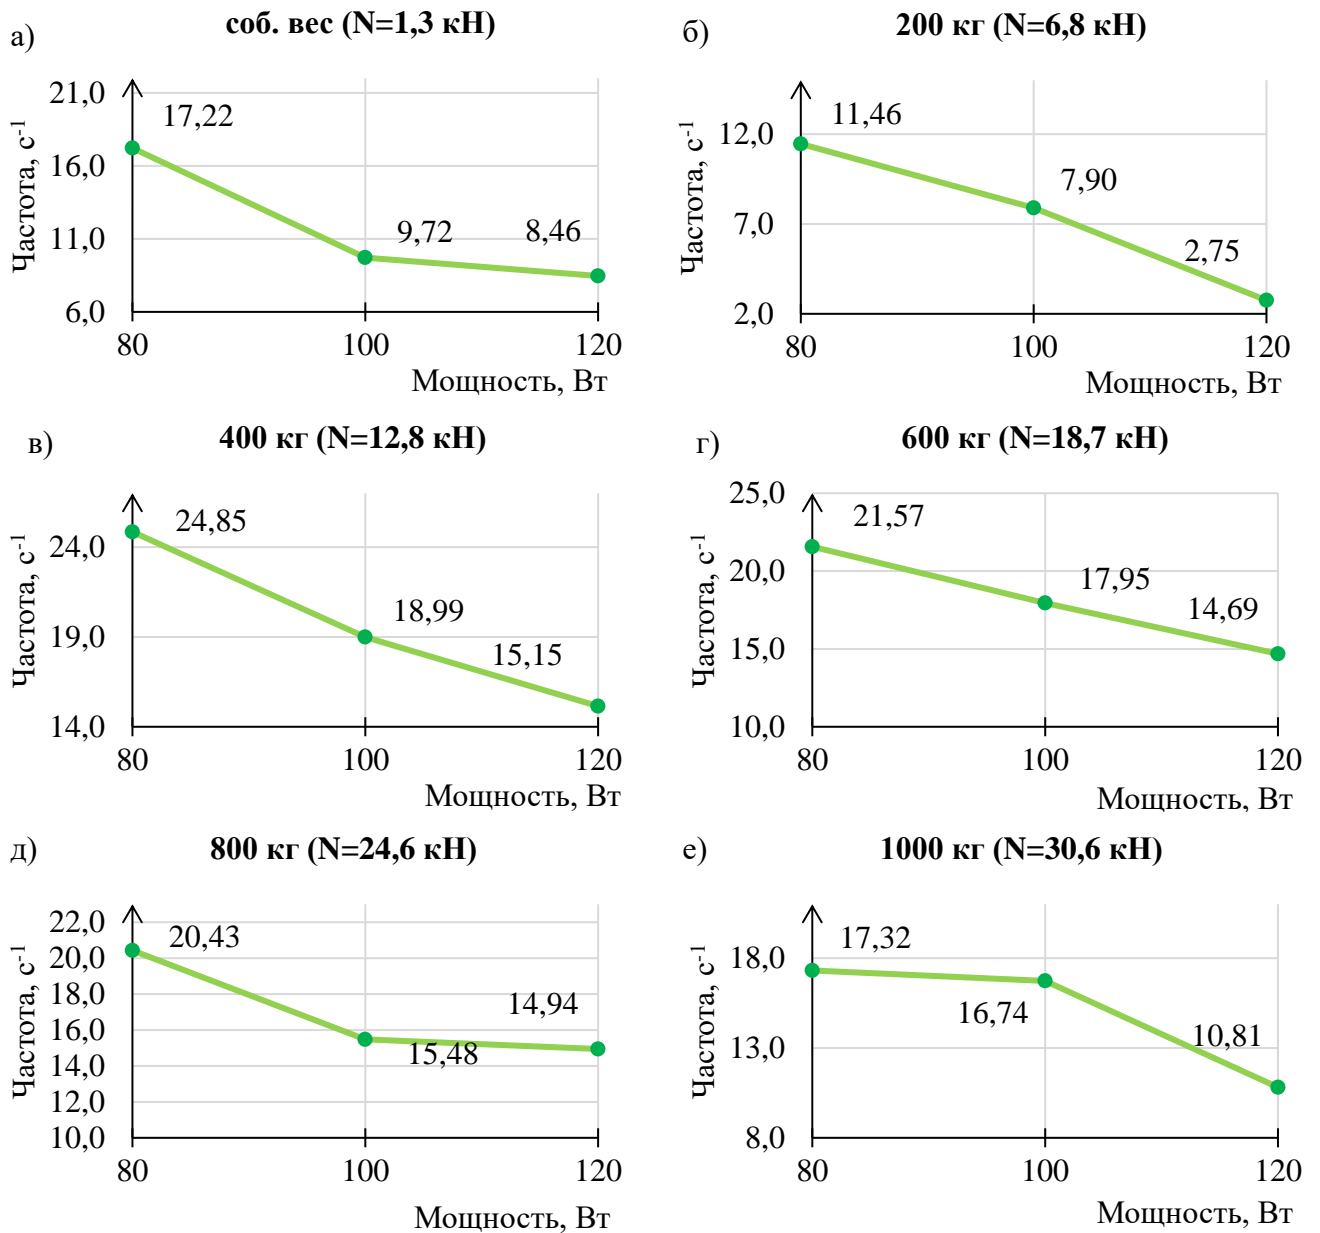 а)
соб. вес (N=1,3 кН)
Частота, с-1
21,0
16,0
11,0
6,0
17,22
9,72
8,46
80
100
120
Мощность, Вт
б)
200 кг (N=6,8 кН)
Частота, с-1
12,0
7,0
2,0
11,46
7,90
2,75
80
100
120
Мощность, Вт
в)
400 кг (N=12,8 кН)
Частота, с-1
24,0
19,0
14,0
24,85
18,99
15,15
80
100
120
Мощность, Вт
г)
600 кг (N=18,7 кН)
Частота, с-1
25,0
20,0
15,0
10,0
21,57
17,95
14,69
80
100
120
Мощность, Вт
д)
800 кг (N=24,6 кН)
Частота, с-1
22,0
20,0
18,0
16,0
14,0
12,0
10,0
20,43
15,48
14,94
80
100
120
Мощность, Вт
е)
1000 кг (N=30,6 кН)
Частота, с-1
18,0
13,0
8,0
17,32
16,74
10,81
80
100
120
Мощность, Вт